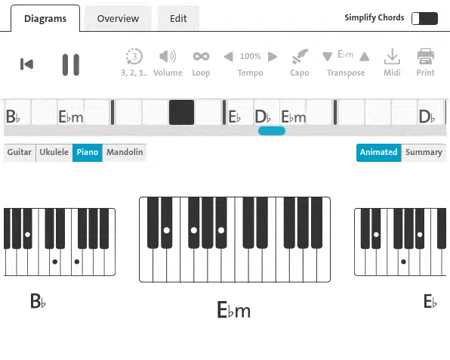 Diagrams Overview Edit Simplify Chords
3
3, 2, 1.. Volume Loop 100% Tempo Capo E♭m Transpose Midi Print
B♭ E♭m E♭ D♭ E♭m D♭
Guitar Ukulele Piano Mandolin Animated Summary
B♭ E♭m E♭